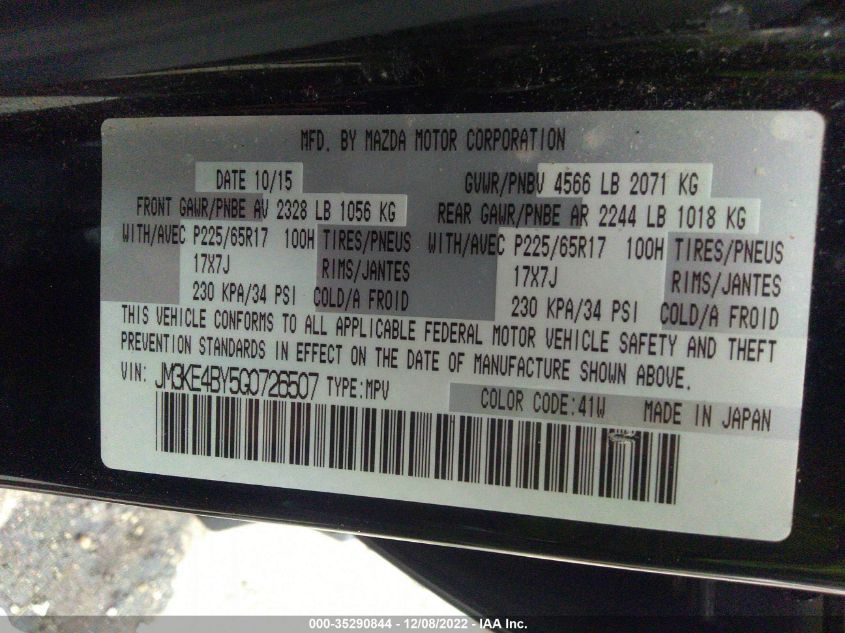 MFD. BY MAZDA MOTOR CORPORATION
DATE 10/15 GVWR/PNBV 4566 LB 2071 KG
FRONT GAWR/PNBE AV 2328 LB 1056 KG REAR GAWR/PNBE AR 2244 LB 1018 KG
WITH/AVEC P225/65R17 100H TIRES/PNEUS WITH/AVEC P225/65R17 100H TIRES/PNEUS
17X7J RIMS/JANTES 17X7J RIMS/JANTES
230 KPA/34 PSI COLD/A FROID 230 KPA/34 PSI COLD/A FROID
THIS VEHICLE CONFORMS TO ALL APPLICABLE FEDERAL MOTOR VEHICLE SAFETY AND THEFT
PREVENTION STANDARDS IN EFFECT ON THE DATE OF MANUFACTURE SHOWN ABOVE.
VIN: JM3KE4BY5G0726507 TYPE:MPV COLOR CODE:41W MADE IN JAPAN
000-35290844 - 12/08/2022 - IAA Inc.